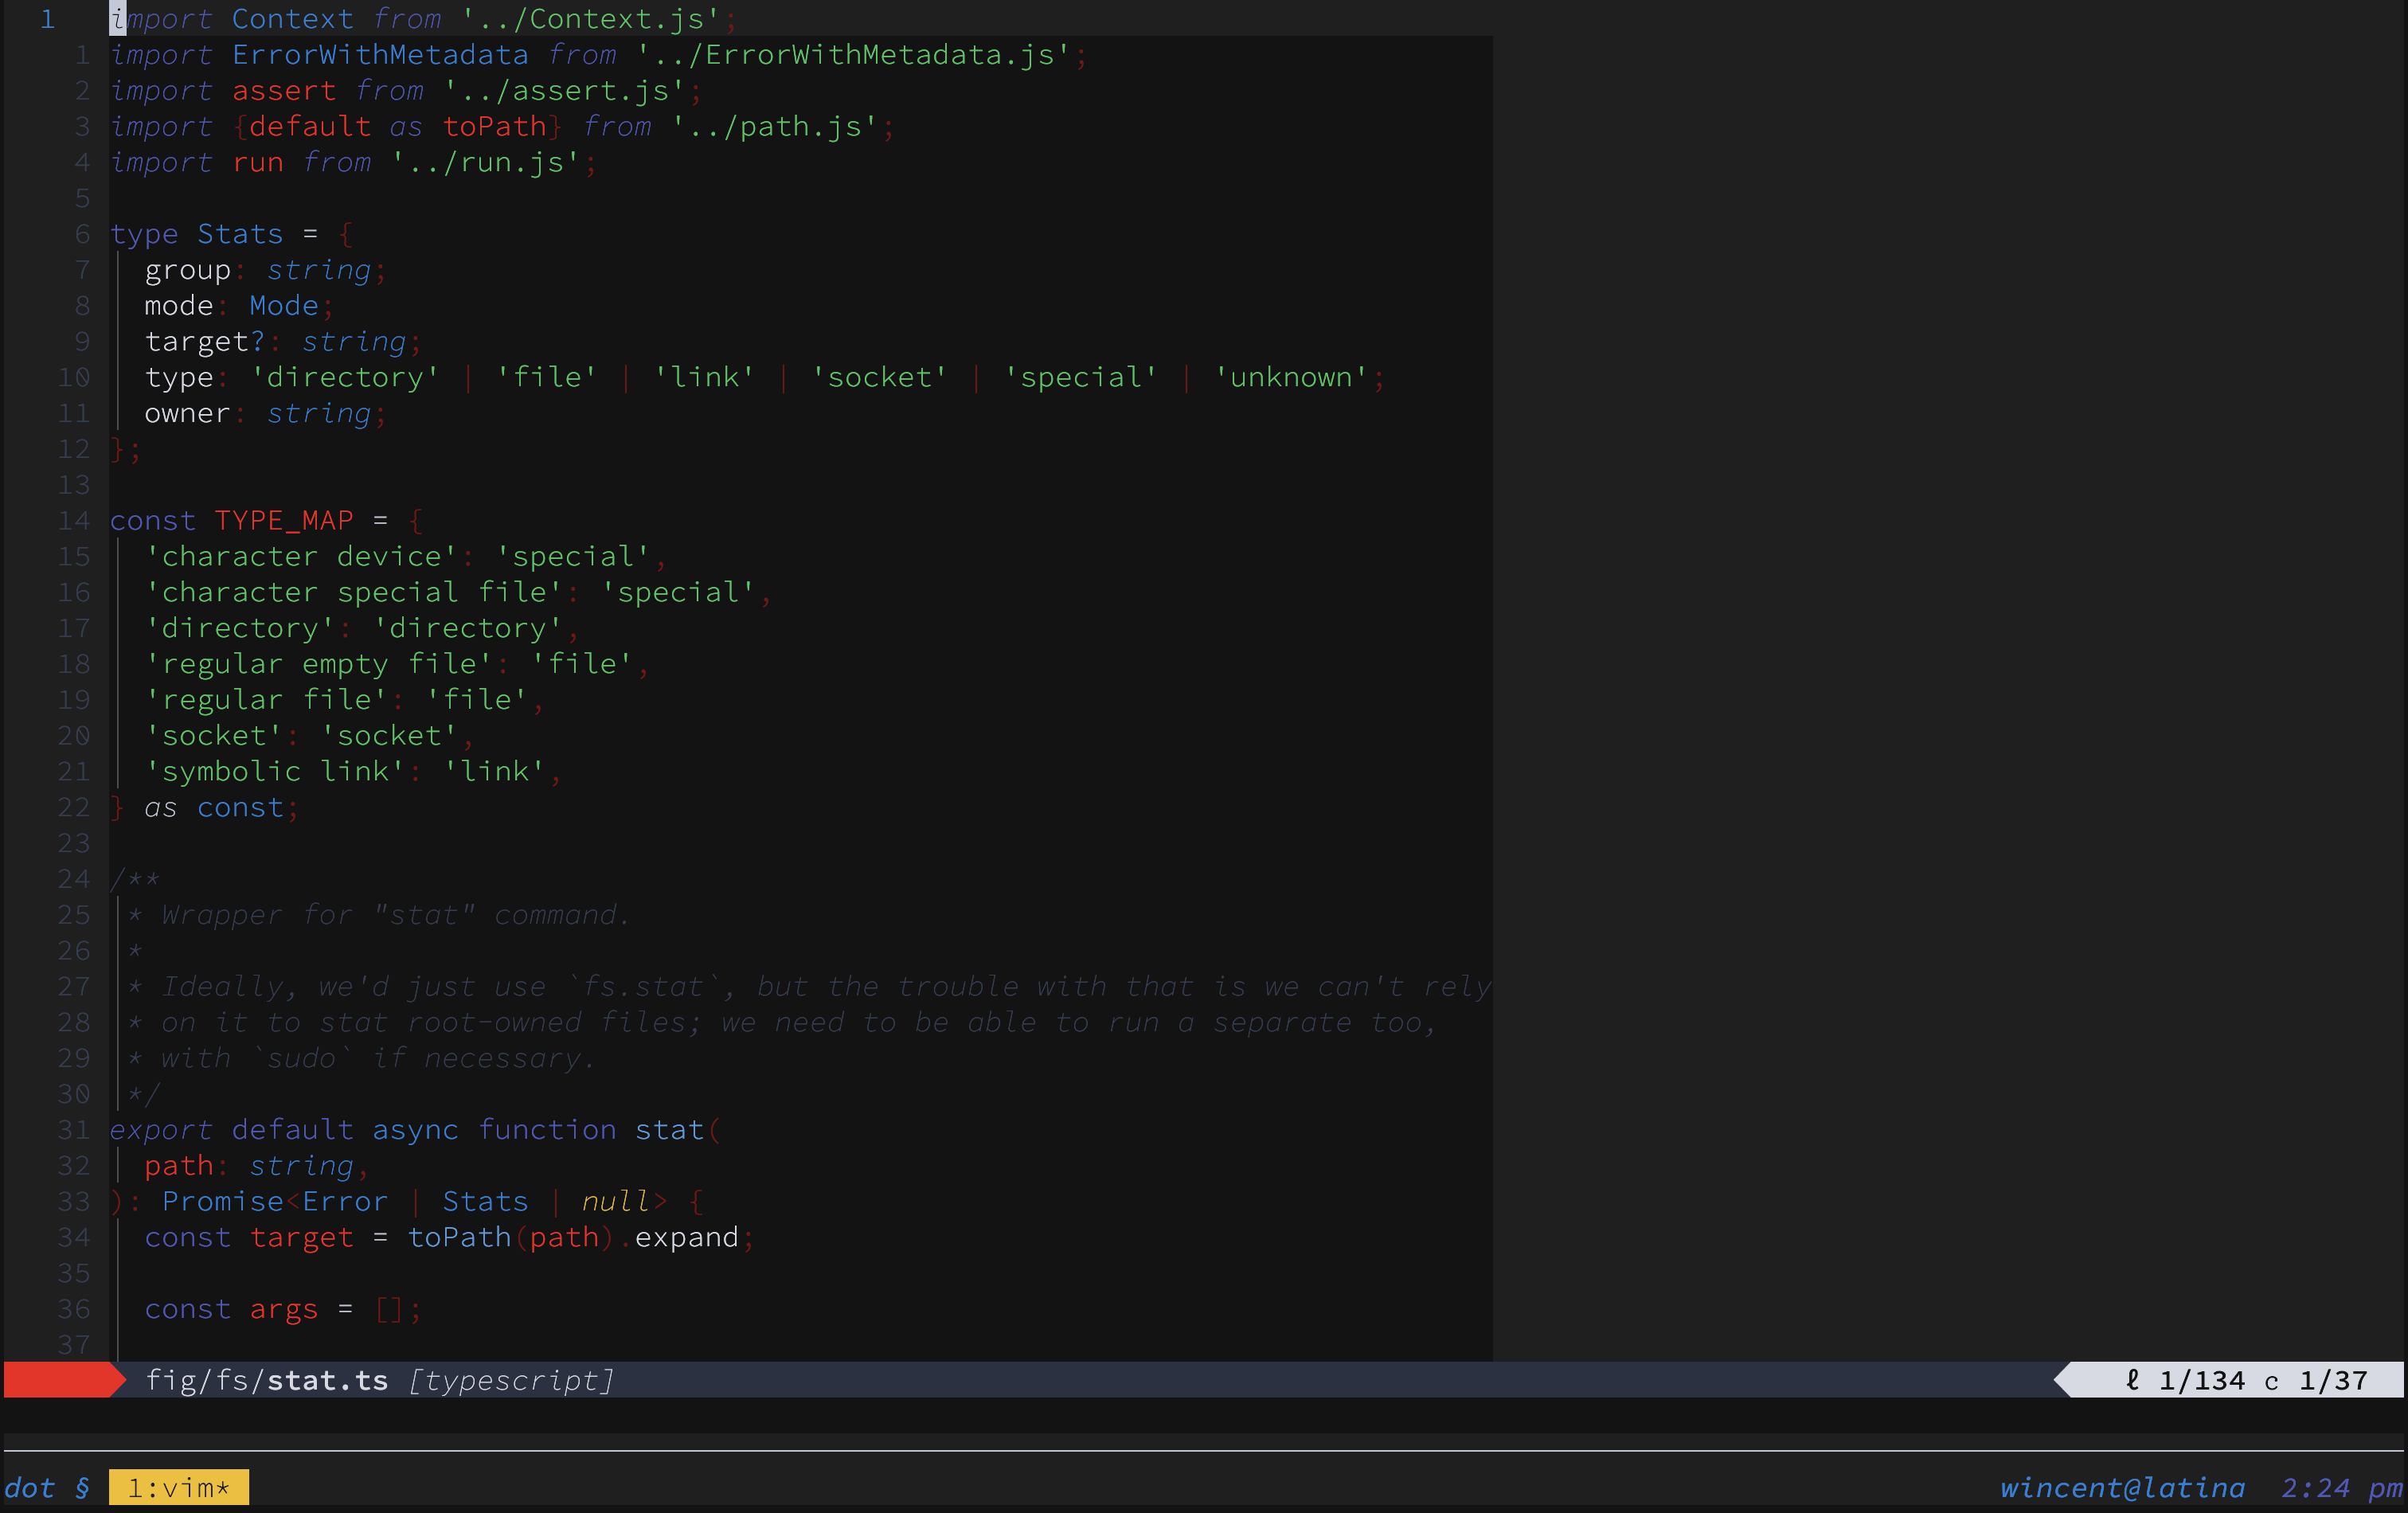 1 import Context from '../Context.js';
1 import ErrorWithMetadata from '../ErrorWithMetadata.js';
2 import assert from '../assert.js';
3 import {default as toPath} from '../path.js';
4 import run from '../run.js';
5
6 type Stats = {
7 group: string;
8 mode: Mode;
9 target?: string;
10 type: 'directory' | 'file' | 'link' | 'socket' | 'special' | 'unknown';
11 owner: string;
12 };
13
14 const TYPE_MAP = {
15 'character device': 'special',
16 'character special file': 'special',
17 'directory': 'directory',
18 'regular empty file': 'file',
19 'regular file': 'file',
20 'socket': 'socket',
21 'symbolic link': 'link',
22 } as const;
23
24 /**
25 * Wrapper for "stat" command.
26 *
27 * Ideally, we'd just use `fs.stat`, but the trouble with that is we can't rely
28 * on it to stat root-owned files; we need to be able to run a separate too,
29 * with `sudo` if necessary.
30 */
31 export default async function stat(
32 path: string,
33 ): Promise<Error | Stats | null> {
34 const target = toPath(path).expand;
35
36 const args = [];
37
fig/fs/stat.ts [typescript] ℓ 1/134 c 1/37
dot § 1:vim* wincent@latina 2:24 pm